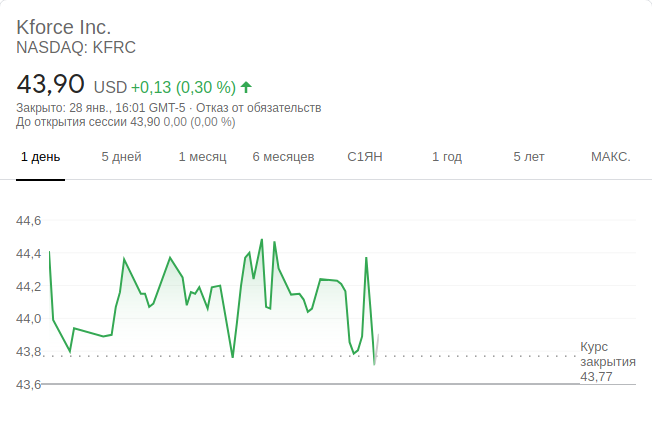 Kforce Inc.
NASDAQ: KFRC
43,90 USD +0,13 (0,30 %)
Закрыто: 28 янв., 16:01 GMT-5 · Отказ от обязательств
До открытия сессии 43,90 0,00 (0,00 %)
1 день 5 дней 1 месяц 6 месяцев С1ЯН 1 год 5 лет МАКС.
44,6
44,4
44,2
44,0
43,8
43,6
Курс
закрытия
43,77